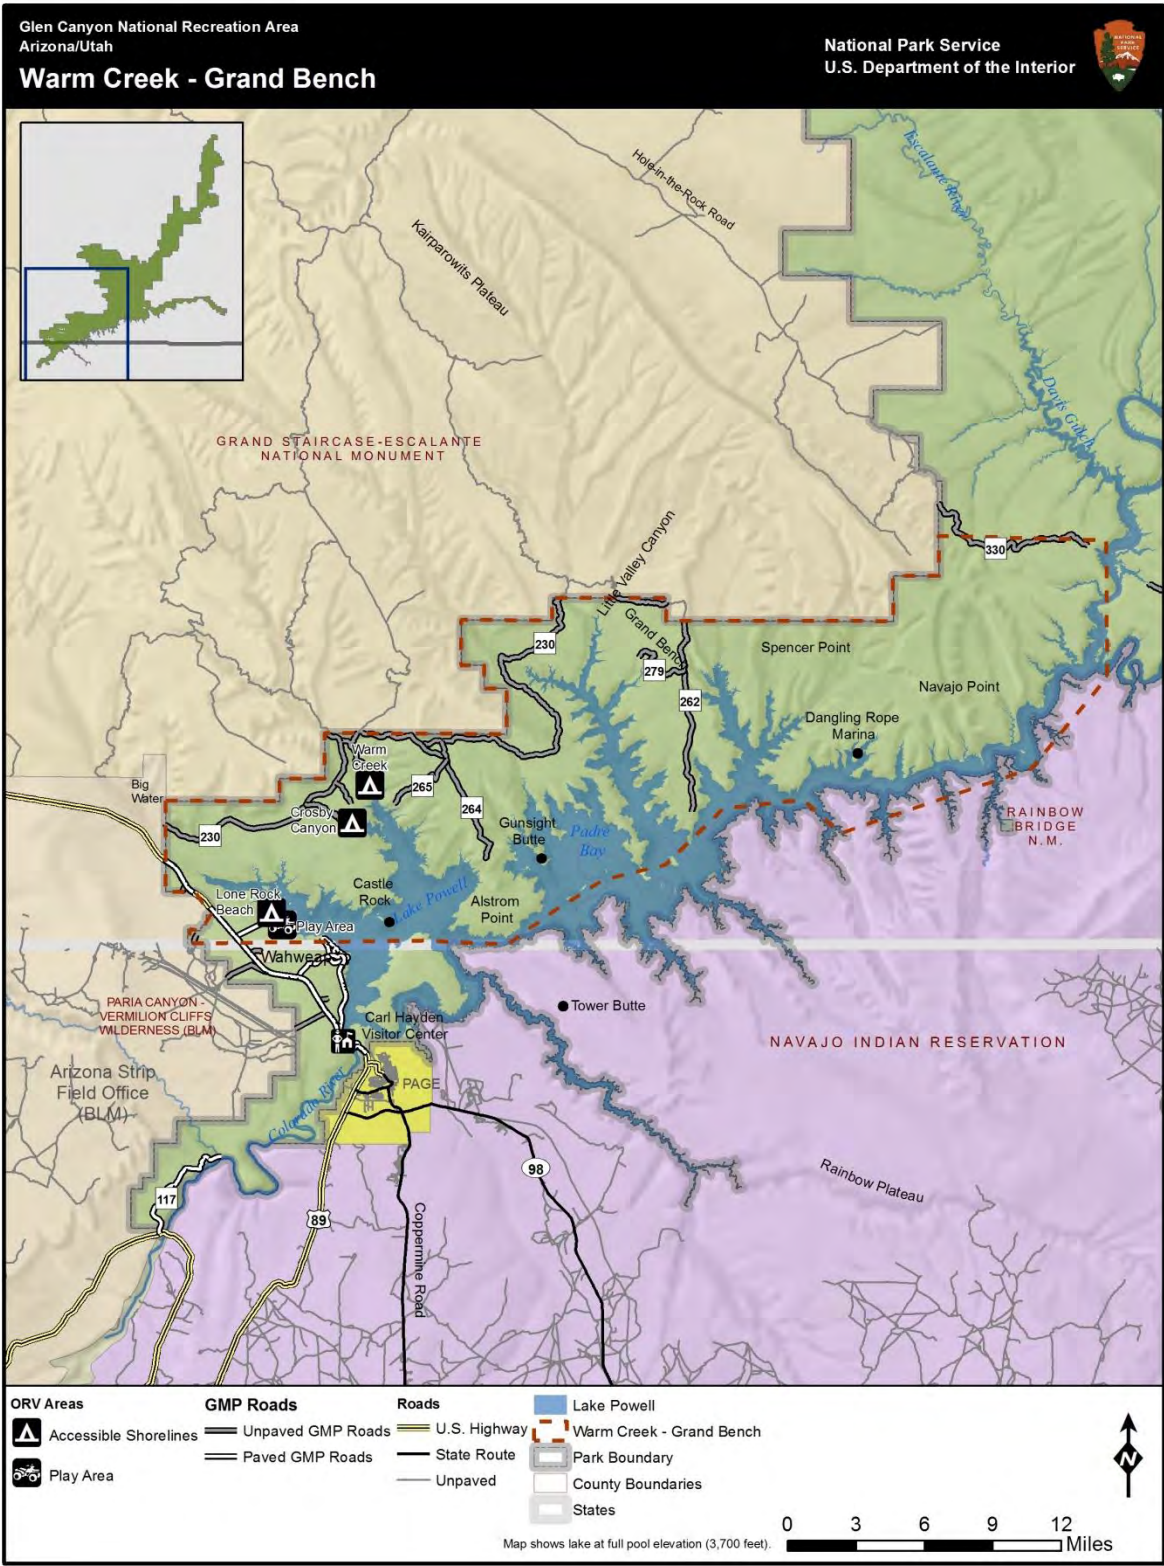 Glen Canyon National Recreation Area
Arizona/Utah
Warm Creek - Grand Bench
National Park Service
U.S. Department of the Interior
NATIONAL
PARK
SERVICE
Escalante River
Hole-in-the-Rock Road
Kairparowits Plateau
Davis Gulch
GRAND STAIRCASE-ESCALANTE
NATIONAL MONUMENT
330
Little Valley Canyon
Grand Bench
230
279
262
Spencer Point
Navajo Point
Dangling Rope
Marina
Warm
Creek
Big
Water
265
264
Crosby
Canyon
230
Gunsight
Butte
Padre
Bay
RAINBOW
BRIDGE
N.M.
Castle
Rock
Lake Powell
Alstrom
Point
Lone Rock
Beach
Play Area
Wahweap
PARIA CANYON -
VERMILION CLIFFS
WILDERNESS (BLM)
Tower Butte
Carl Hayden
Visitor Center
NAVAJO INDIAN RESERVATION
Arizona Strip
Field Office
(BLM)
PAGE
Colorado River
98
Rainbow Plateau
117
89
Coppermine Road
ORV Areas
Accessible Shorelines
Play Area
GMP Roads
Unpaved GMP Roads
Paved GMP Roads
Roads
U.S. Highway
State Route
Unpaved
Lake Powell
Warm Creek - Grand Bench
Park Boundary
County Boundaries
States
N
Map shows lake at full pool elevation (3,700 feet).
0 3 6 9 12
Miles